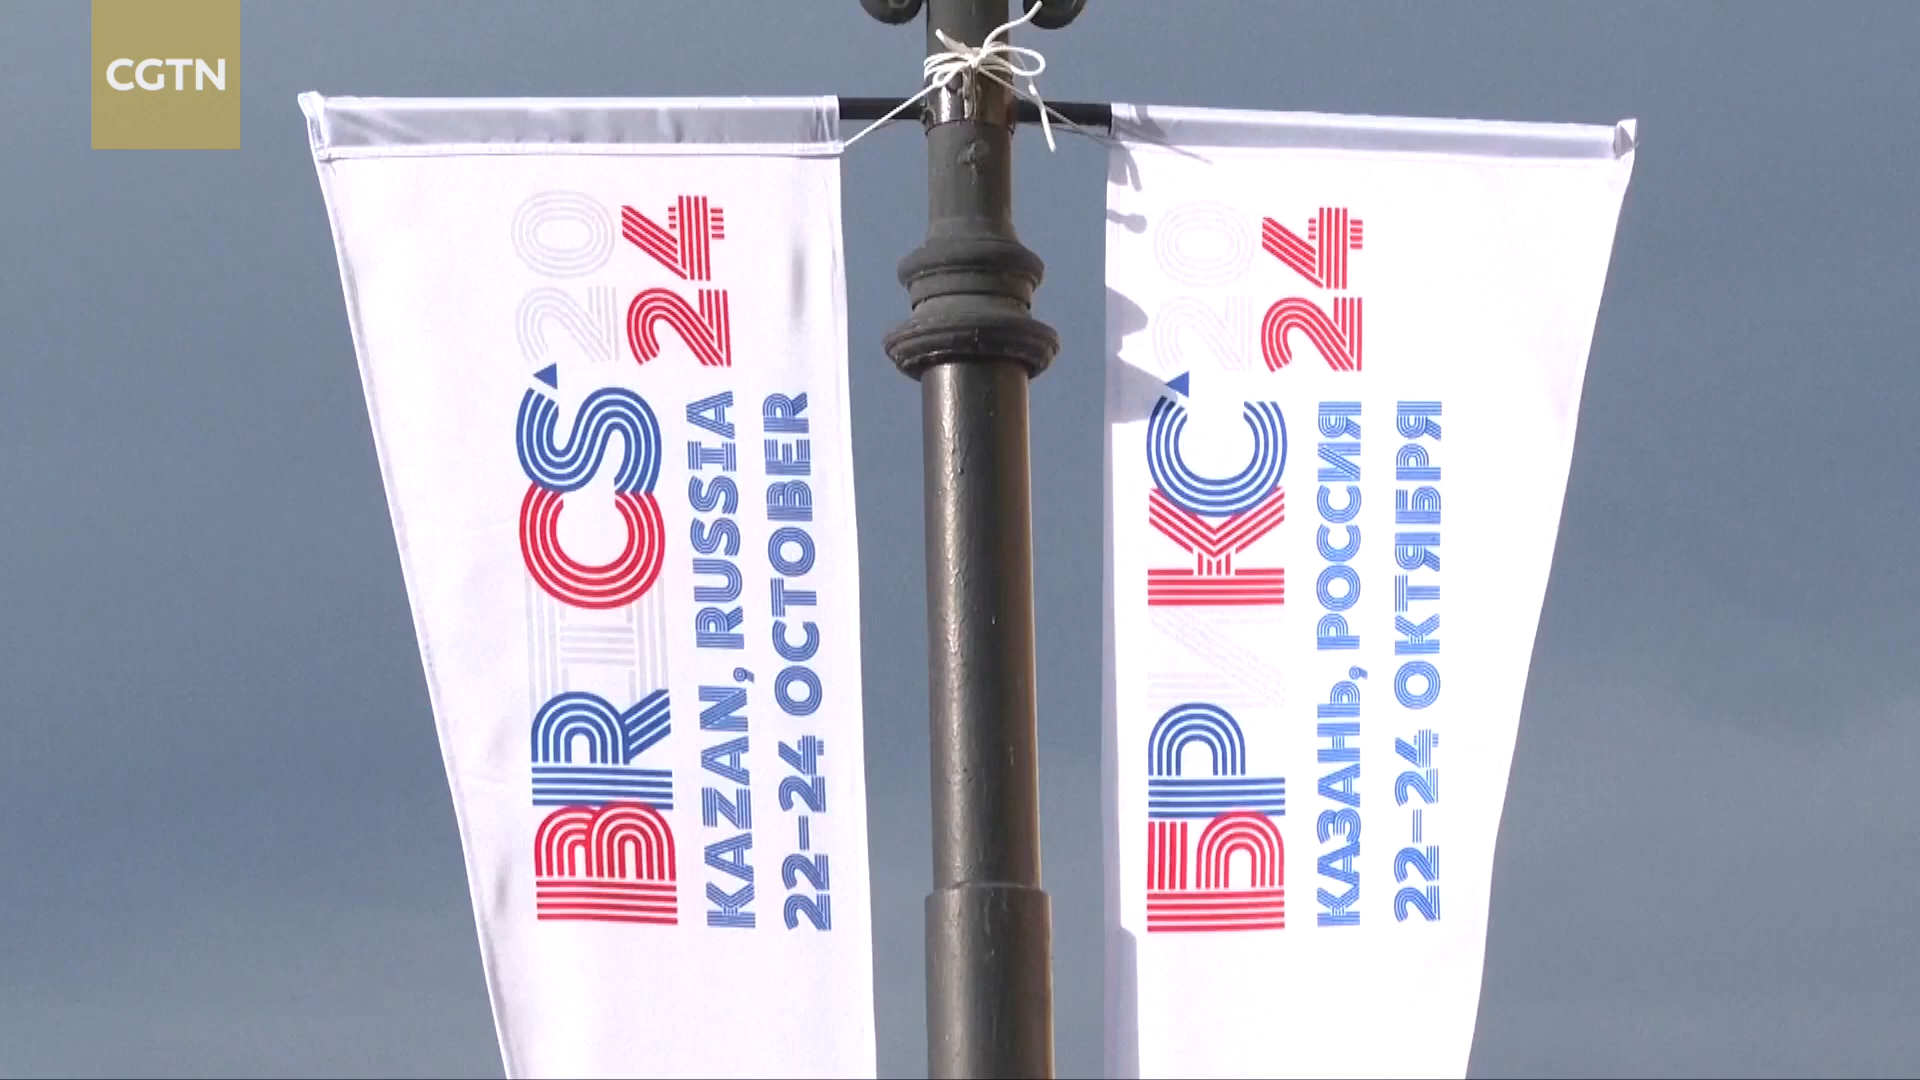 CGTN
BRICS 2024
KAZAN, RUSSIA
22–24 OCTOBER
БРИКС 2024
КАЗАНЬ, РОССИЯ
22–24 ОКТЯБРЯ